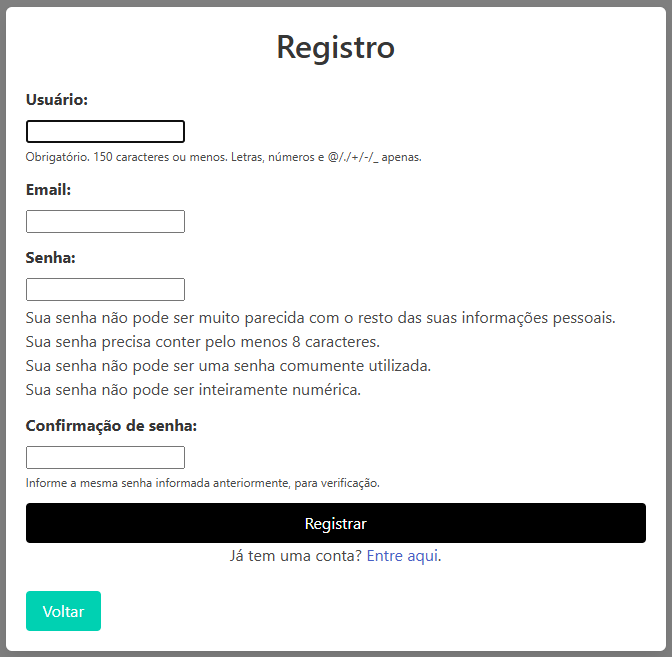 Registro
Usuário:
Obrigatório. 150 caracteres ou menos. Letras, números e @/./+/-/_ apenas.
Email:
Senha:
Sua senha não pode ser muito parecida com o resto das suas informações pessoais.
Sua senha precisa conter pelo menos 8 caracteres.
Sua senha não pode ser uma senha comumente utilizada.
Sua senha não pode ser inteiramente numérica.
Confirmação de senha:
Informe a mesma senha informada anteriormente, para verificação.
Registrar
Já tem uma conta? Entre aqui.
Voltar